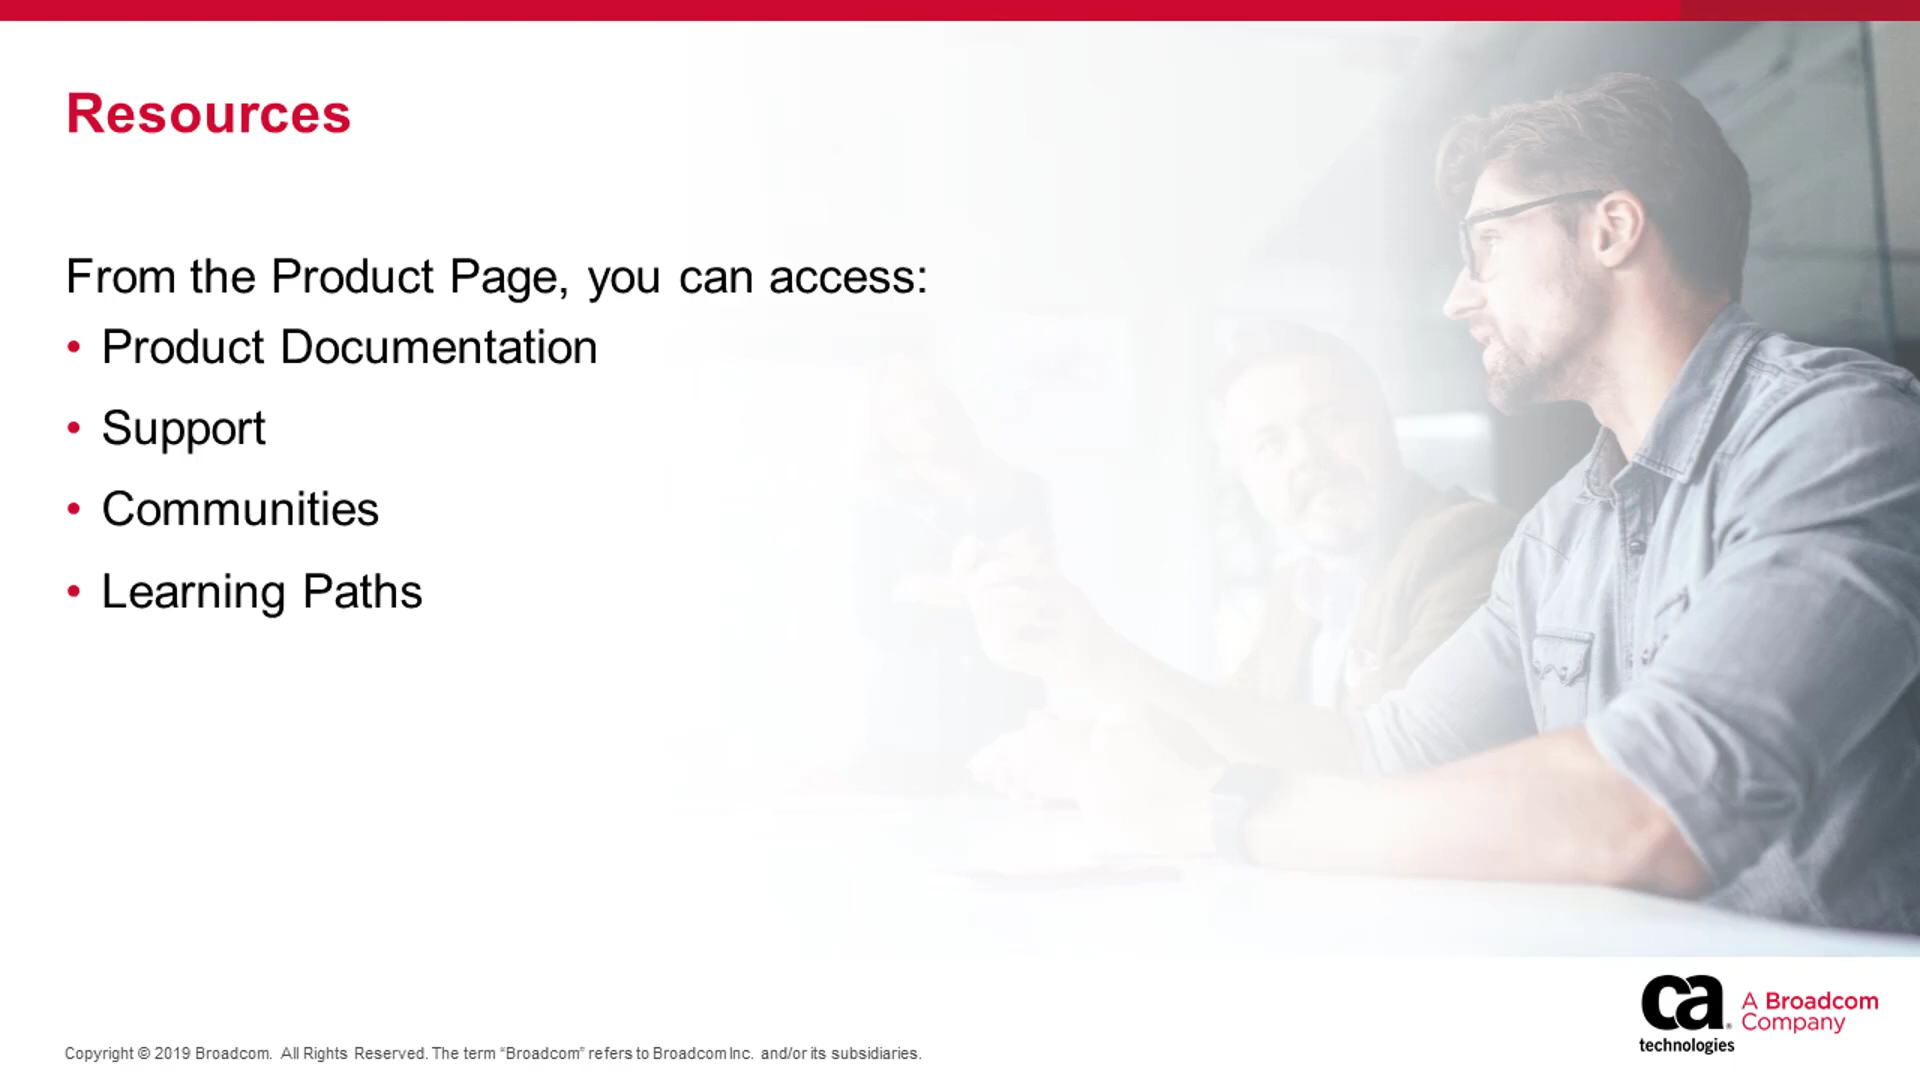 Resources
From the Product Page, you can access:
• Product Documentation
• Support
• Communities
• Learning Paths
ca
technologies
A Broadcom
Company
Copyright © 2019 Broadcom. All Rights Reserved. The term “Broadcom” refers to Broadcom Inc. and/or its subsidiaries.